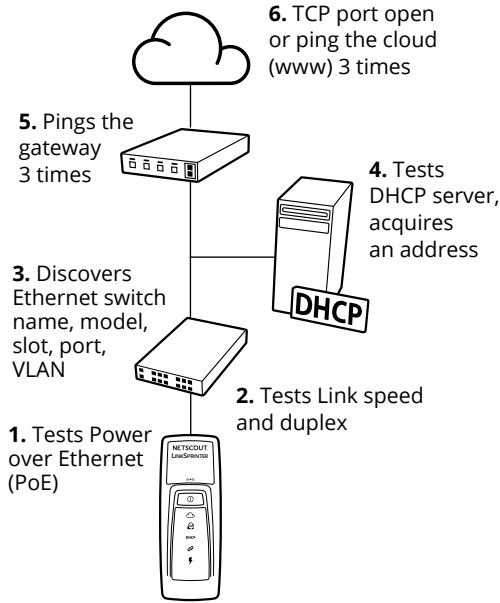 6. TCP port open
or ping the cloud
(www) 3 times
5. Pings the
gateway
3 times
4. Tests
DHCP server,
acquires
an address
DHCP
3. Discovers
Ethernet switch
name, model,
slot, port,
VLAN
2. Tests Link speed
and duplex
1. Tests Power
over Ethernet
(PoE)
NETSCOUT
LINKSPRINTER
DHCP